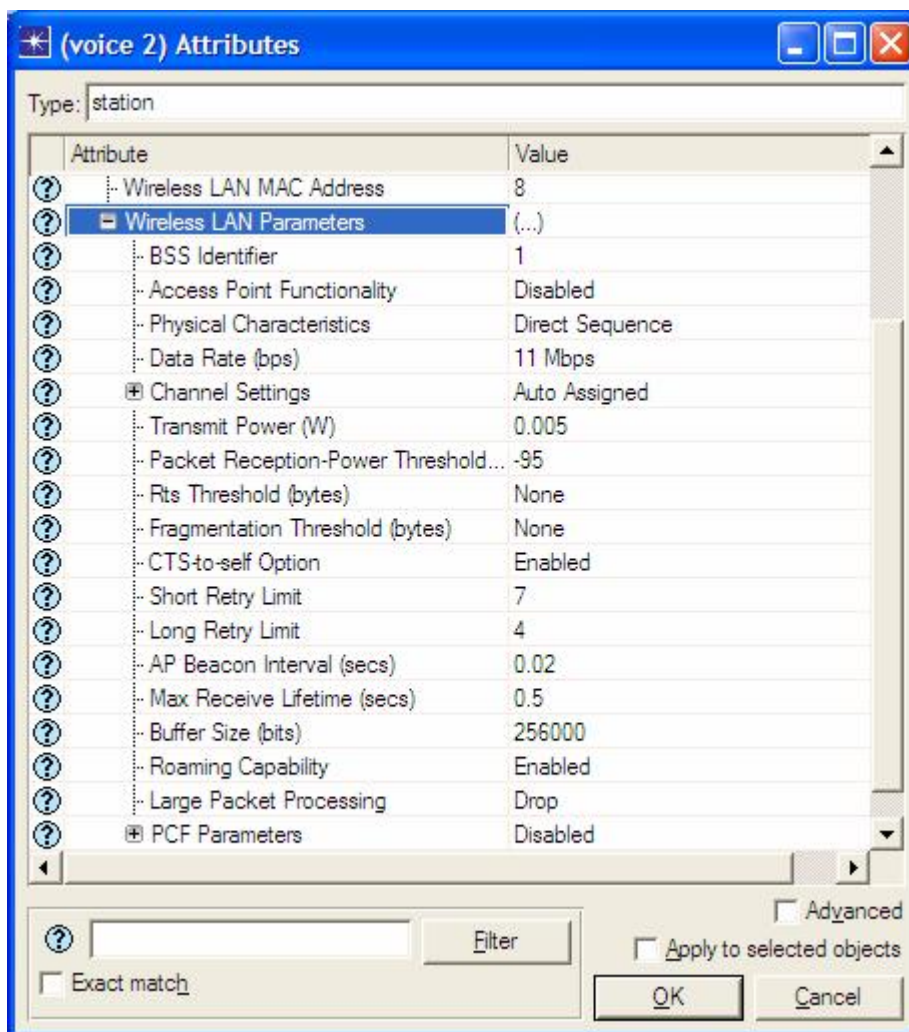 (voice 2) Attributes
Type: station
Attribute Value
Wireless LAN MAC Address 8
Wireless LAN Parameters (...)
BSS Identifier 1
Access Point Functionality Disabled
Physical Characteristics Direct Sequence
Data Rate (bps) 11 Mbps
Channel Settings Auto Assigned
Transmit Power (W) 0.005
Packet Reception-Power Threshold... -95
Rts Threshold (bytes) None
Fragmentation Threshold (bytes) None
CTS-to-self Option Enabled
Short Retry Limit 7
Long Retry Limit 4
AP Beacon Interval (secs) 0.02
Max Receive Lifetime (secs) 0.5
Buffer Size (bits) 256000
Roaming Capability Enabled
Large Packet Processing Drop
PCF Parameters Disabled
Advanced
Filter
Apply to selected objects
Exact match
OK Cancel